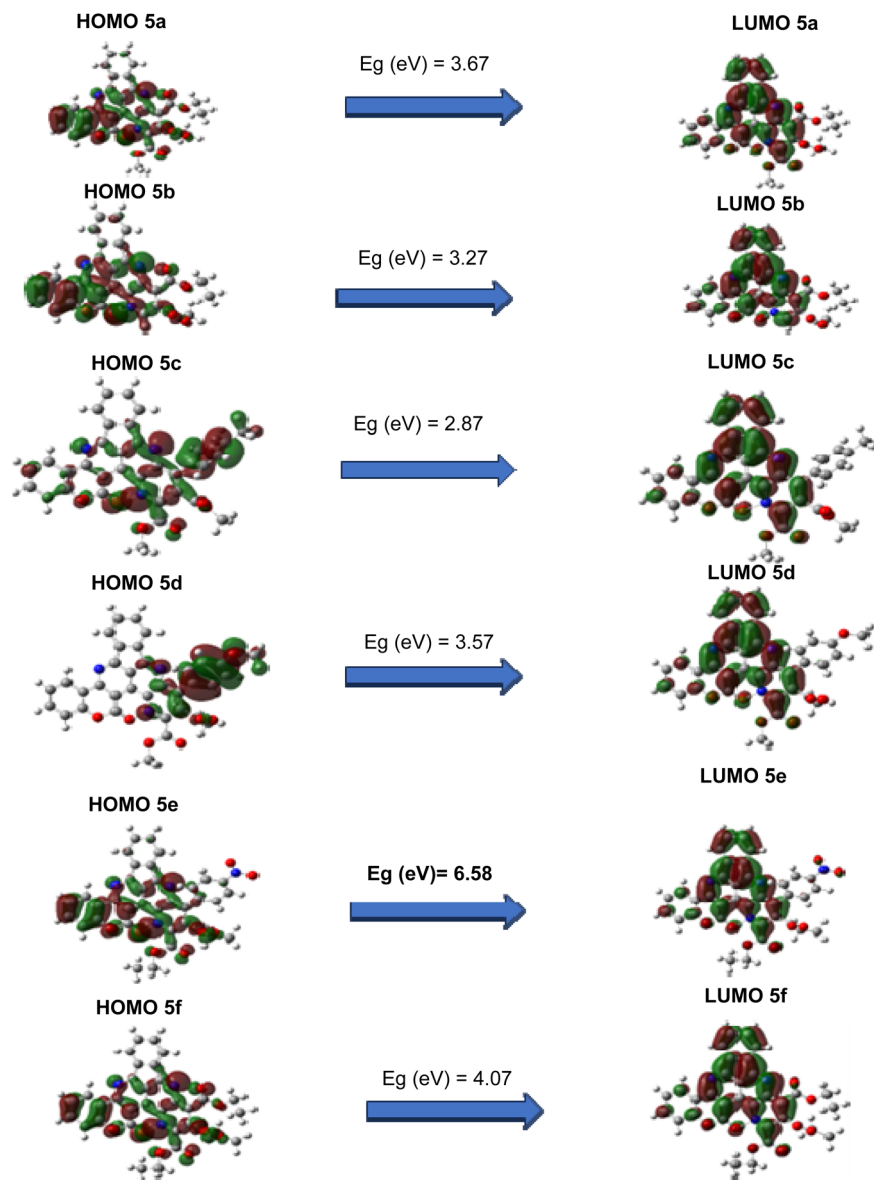 HOMO 5a
LUMO 5a
Eg (eV) = 3.67
HOMO 5b
LUMO 5b
Eg (eV) = 3.27
HOMO 5c
LUMO 5c
Eg (eV) = 2.87
HOMO 5d
LUMO 5d
Eg (eV) = 3.57
HOMO 5e
LUMO 5e
Eg (eV)= 6.58
HOMO 5f
LUMO 5f
Eg (eV) = 4.07